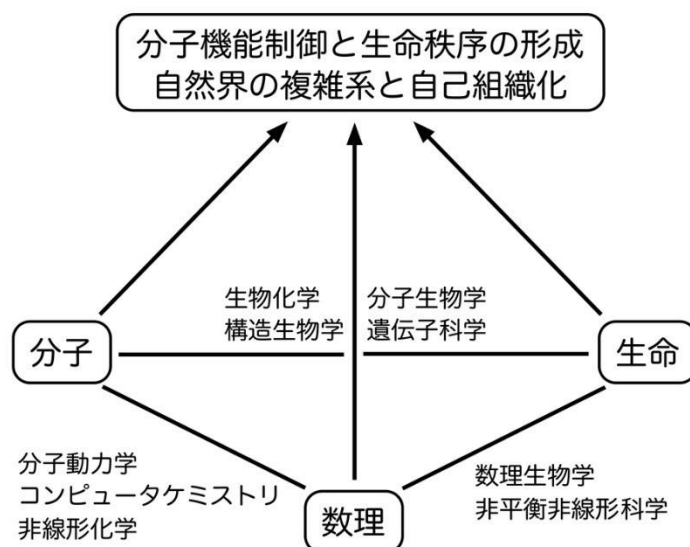 分子機能制御と生命秩序の形成
自然界の複雑系と自己組織化
生物化学
構造生物学
分子生物学
遺伝子科学
分子
生命
分子動力学
コンピュータケミストリ
非線形化学
数理
数理生物学
非平衡非線形科学